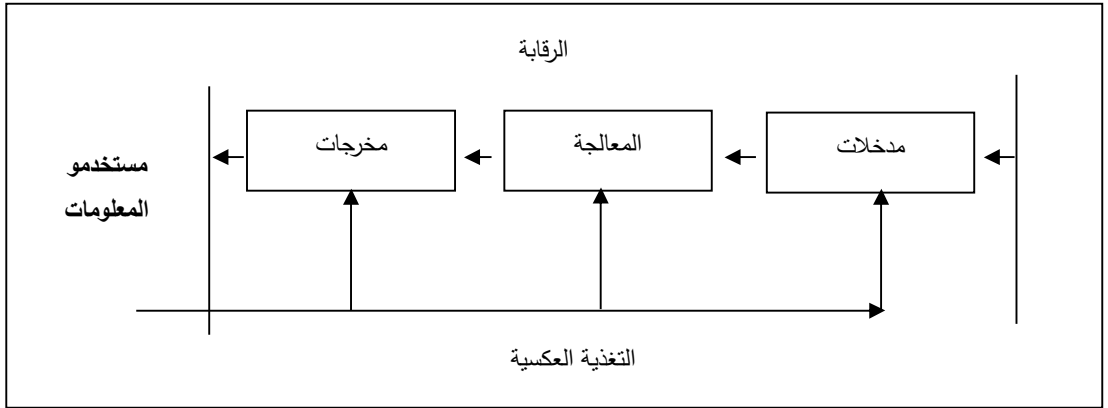 الرقابة
مدخلات
المعالجة
مخرجات
مستخدمو
المعلومات
التغذية العكسية